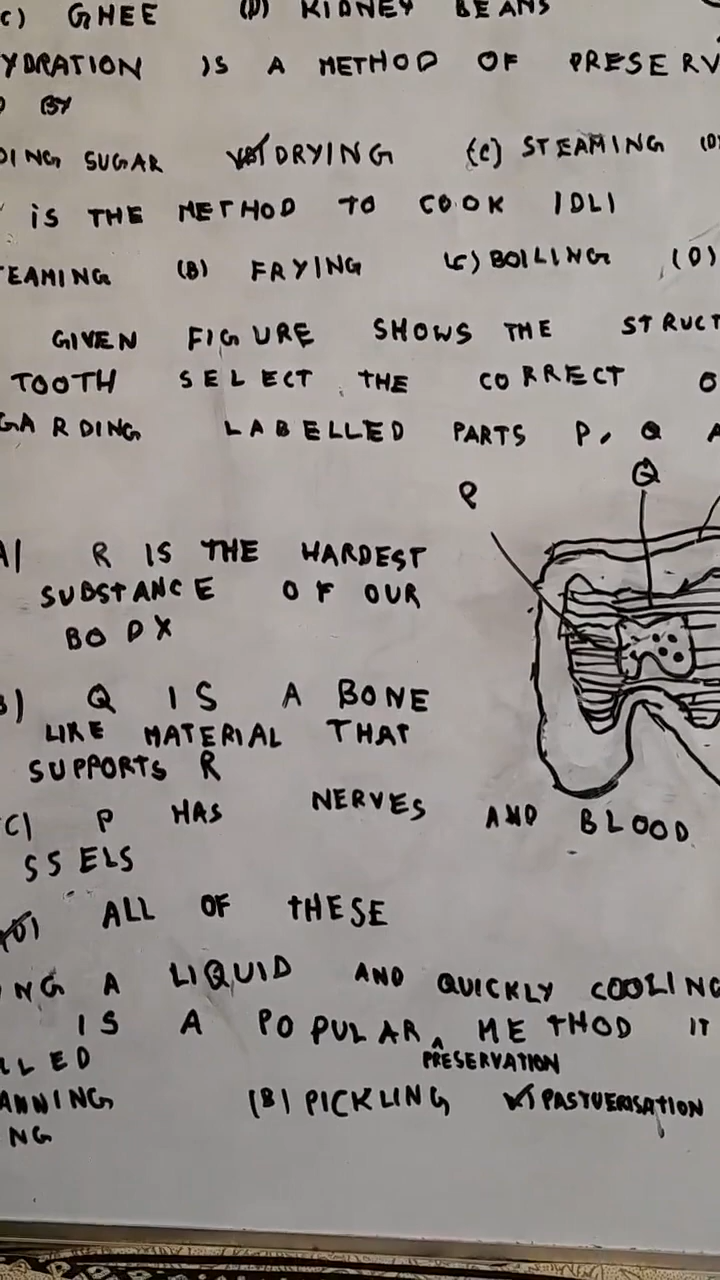 C) GHEE (D) KIDNEY BEANS
YDRATION IS A METHOD OF PRESERV
D BY
DING SUGAR (B) DRYING (C) STEAMING (D)
IS THE METHOD TO COOK IDLI
TEAMING (B) FRYING (C) BOILING (D)
GIVEN FIGURE SHOWS THE STRUCT
TOOTH SELECT THE CORRECT O
GARDING LABELLED PARTS P, Q A
P Q
A) R IS THE HARDEST
SUBSTANCE OF OUR
BODY
B) Q IS A BONE
LIKE MATERIAL THAT
SUPPORTS R
C) P HAS NERVES AND BLOOD
SSELS
(D) ALL OF THESE
NG A LIQUID AND QUICKLY COOLING
IS A POPULAR METHOD IT
PRESERVATION
LLED
ANNING (B) PICKLING (C) PASTUERISATION
NG